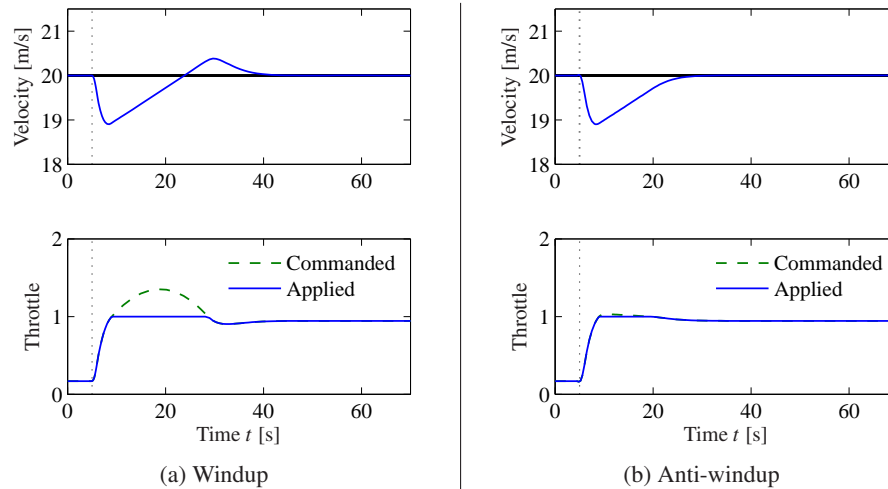 21
20
19
18
Velocity [m/s]
0 20 40 60
2
1
0
Throttle
Commanded
Applied
0 20 40 60
Time t [s]
(a) Windup
21
20
19
18
Velocity [m/s]
0 20 40 60
2
1
0
Throttle
Commanded
Applied
0 20 40 60
Time t [s]
(b) Anti-windup